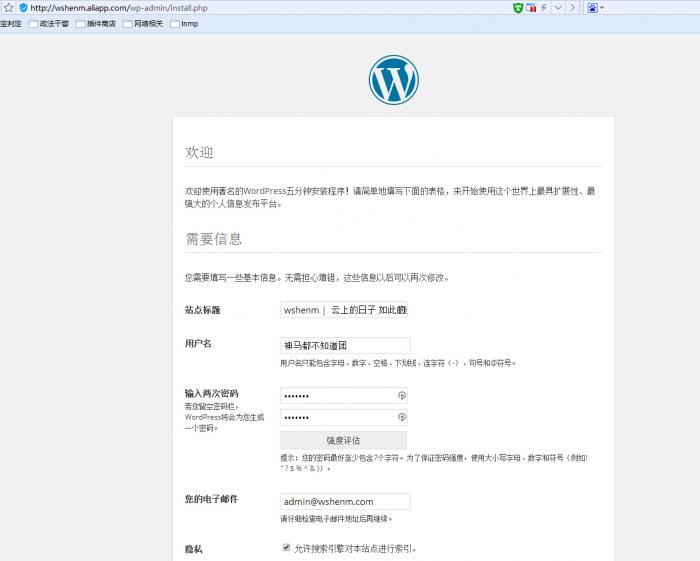 http://wshenm.aliapp.com/wp-admin/install.php
宝判定 政法干警 插件商店 网络相关 lnmp
W
欢迎
欢迎使用著名的WordPress五分钟安装程序！请简单地填写下面的表格，来开始使用这个世界上最具扩展性、最
强大的个人信息发布平台。
需要信息
您需要填写一些基本信息。无需担心填错，这些信息以后可以再次修改。
站点标题 wshenm | 云上的日子 如此的
用户名 神马都不知道团
用户名只能包含字母、数字、空格、下划线、连字符（-）、句号和@符号。
输入两次密码 •••••••
若您留空密码栏，
WordPress将会为您生成
一个密码。
•••••••
强度评估
提示：您的密码最好至少包含7个字符。为了保证密码强度，使用大小写字母、数字和符号（例如!
" ? $ % ^ & )）。
您的电子邮件 admin@wshenm.com
请仔细检查电子邮件地址后再继续。
隐私 允许搜索引擎对本站点进行索引。